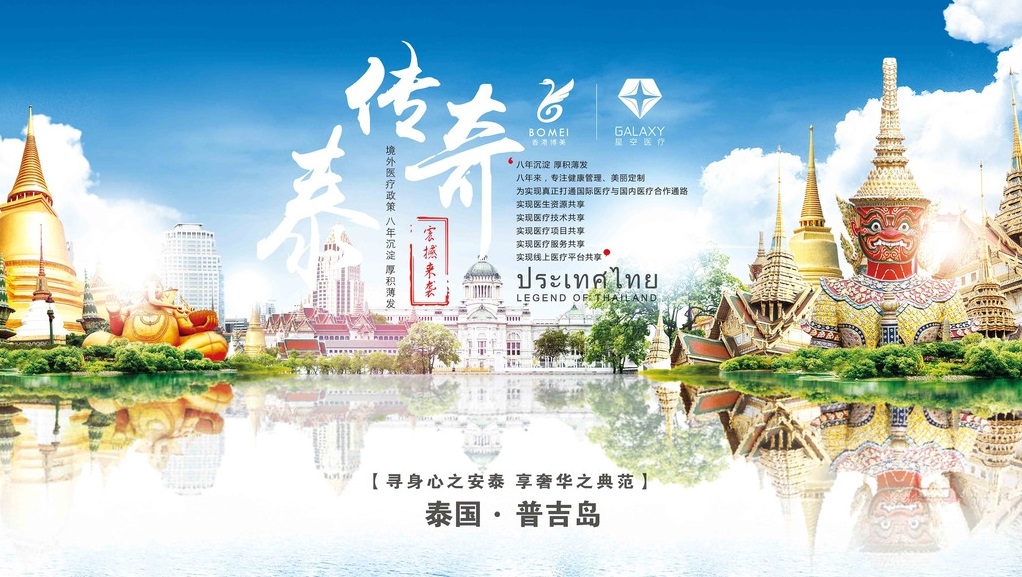 泰
传奇
境外医疗政策 八年沉淀 厚积薄发
震撼来袭
BOMEI
香港博美
GALAXY
星空医疗
八年沉淀 厚积薄发
八年来，专注健康管理、美丽定制
为实现真正打通国际医疗与国内医疗合作通路
实现医生资源共享
实现医疗技术共享
实现医疗项目共享
实现医疗服务共享
实现线上医疗平台共享
ประเทศไทย
LEGEND OF THAILAND
【 寻身心之安泰 享奢华之典范 】
泰国 · 普吉岛